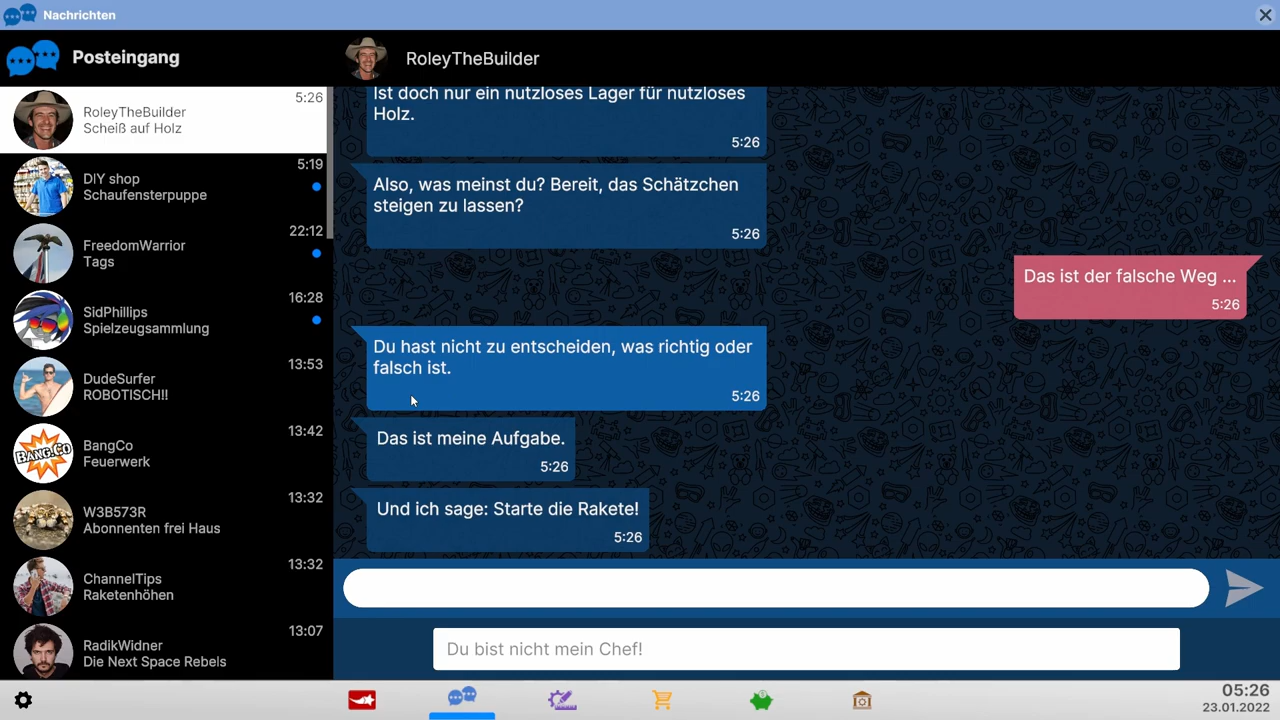 Nachrichten
Posteingang
RoleyTheBuilder
5:26
RoleyTheBuilder
Scheiß auf Holz
5:19
DIY shop
Schaufensterpuppe
22:12
FreedomWarrior
Tags
16:28
SidPhillips
Spielzeugsammlung
13:53
DudeSurfer
ROBOTISCH!!
13:42
BANG.CO
BangCo
Feuerwerk
13:32
W3B573R
Abonnenten frei Haus
13:32
ChannelTips
Raketenhöhen
13:07
RadikWidner
Die Next Space Rebels
Ist doch nur ein nutzloses Lager für nutzloses
Holz.
5:26
Also, was meinst du? Bereit, das Schätzchen
steigen zu lassen?
5:26
Das ist der falsche Weg ...
5:26
Du hast nicht zu entscheiden, was richtig oder
falsch ist.
5:26
Das ist meine Aufgabe.
5:26
Und ich sage: Starte die Rakete!
5:26
Du bist nicht mein Chef!
05:26
23.01.2022